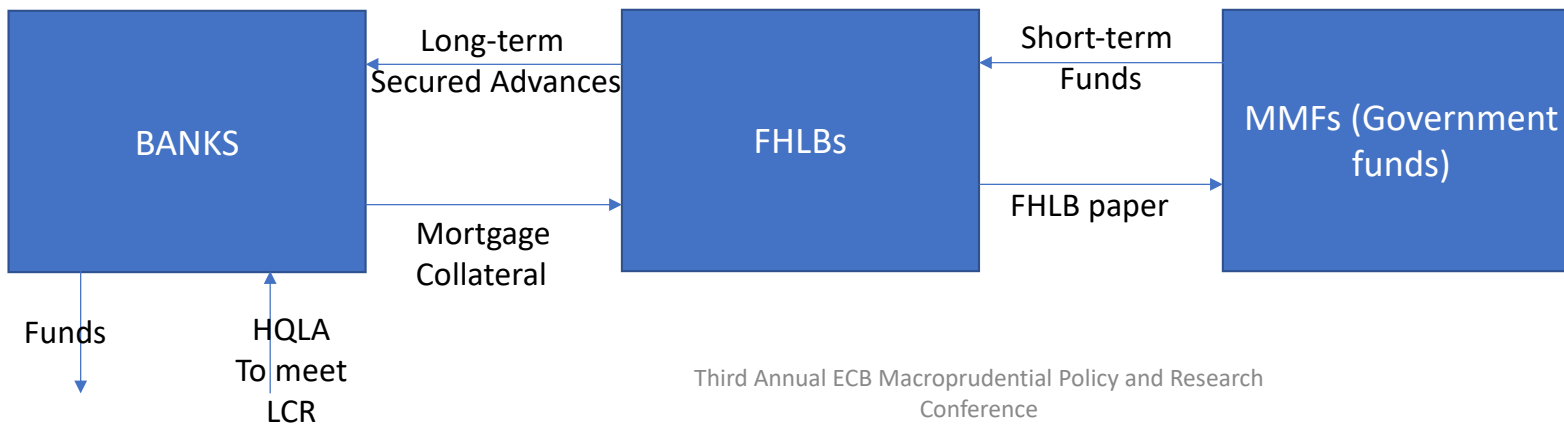 BANKS
Long-term
Secured Advances
Mortgage
Collateral
FHLBs
Short-term
Funds
FHLB paper
MMFs (Government
funds)
Funds
HQLA
To meet
LCR
Third Annual ECB Macroprudential Policy and Research
Conference